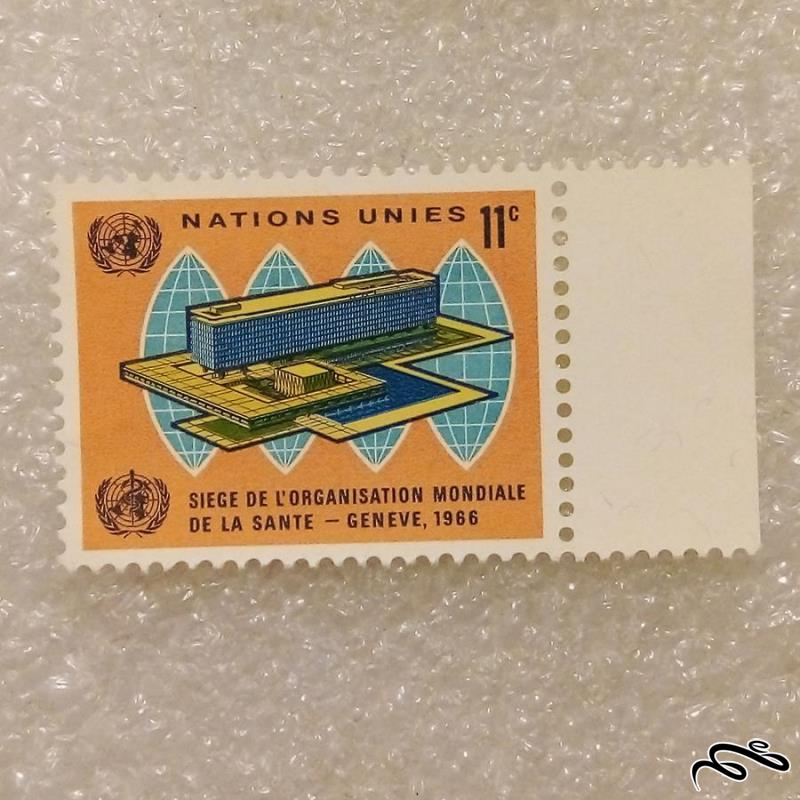 NATIONS UNIES 11c
SIEGE DE L'ORGANISATION MONDIALE
DE LA SANTE – GENEVE, 1966